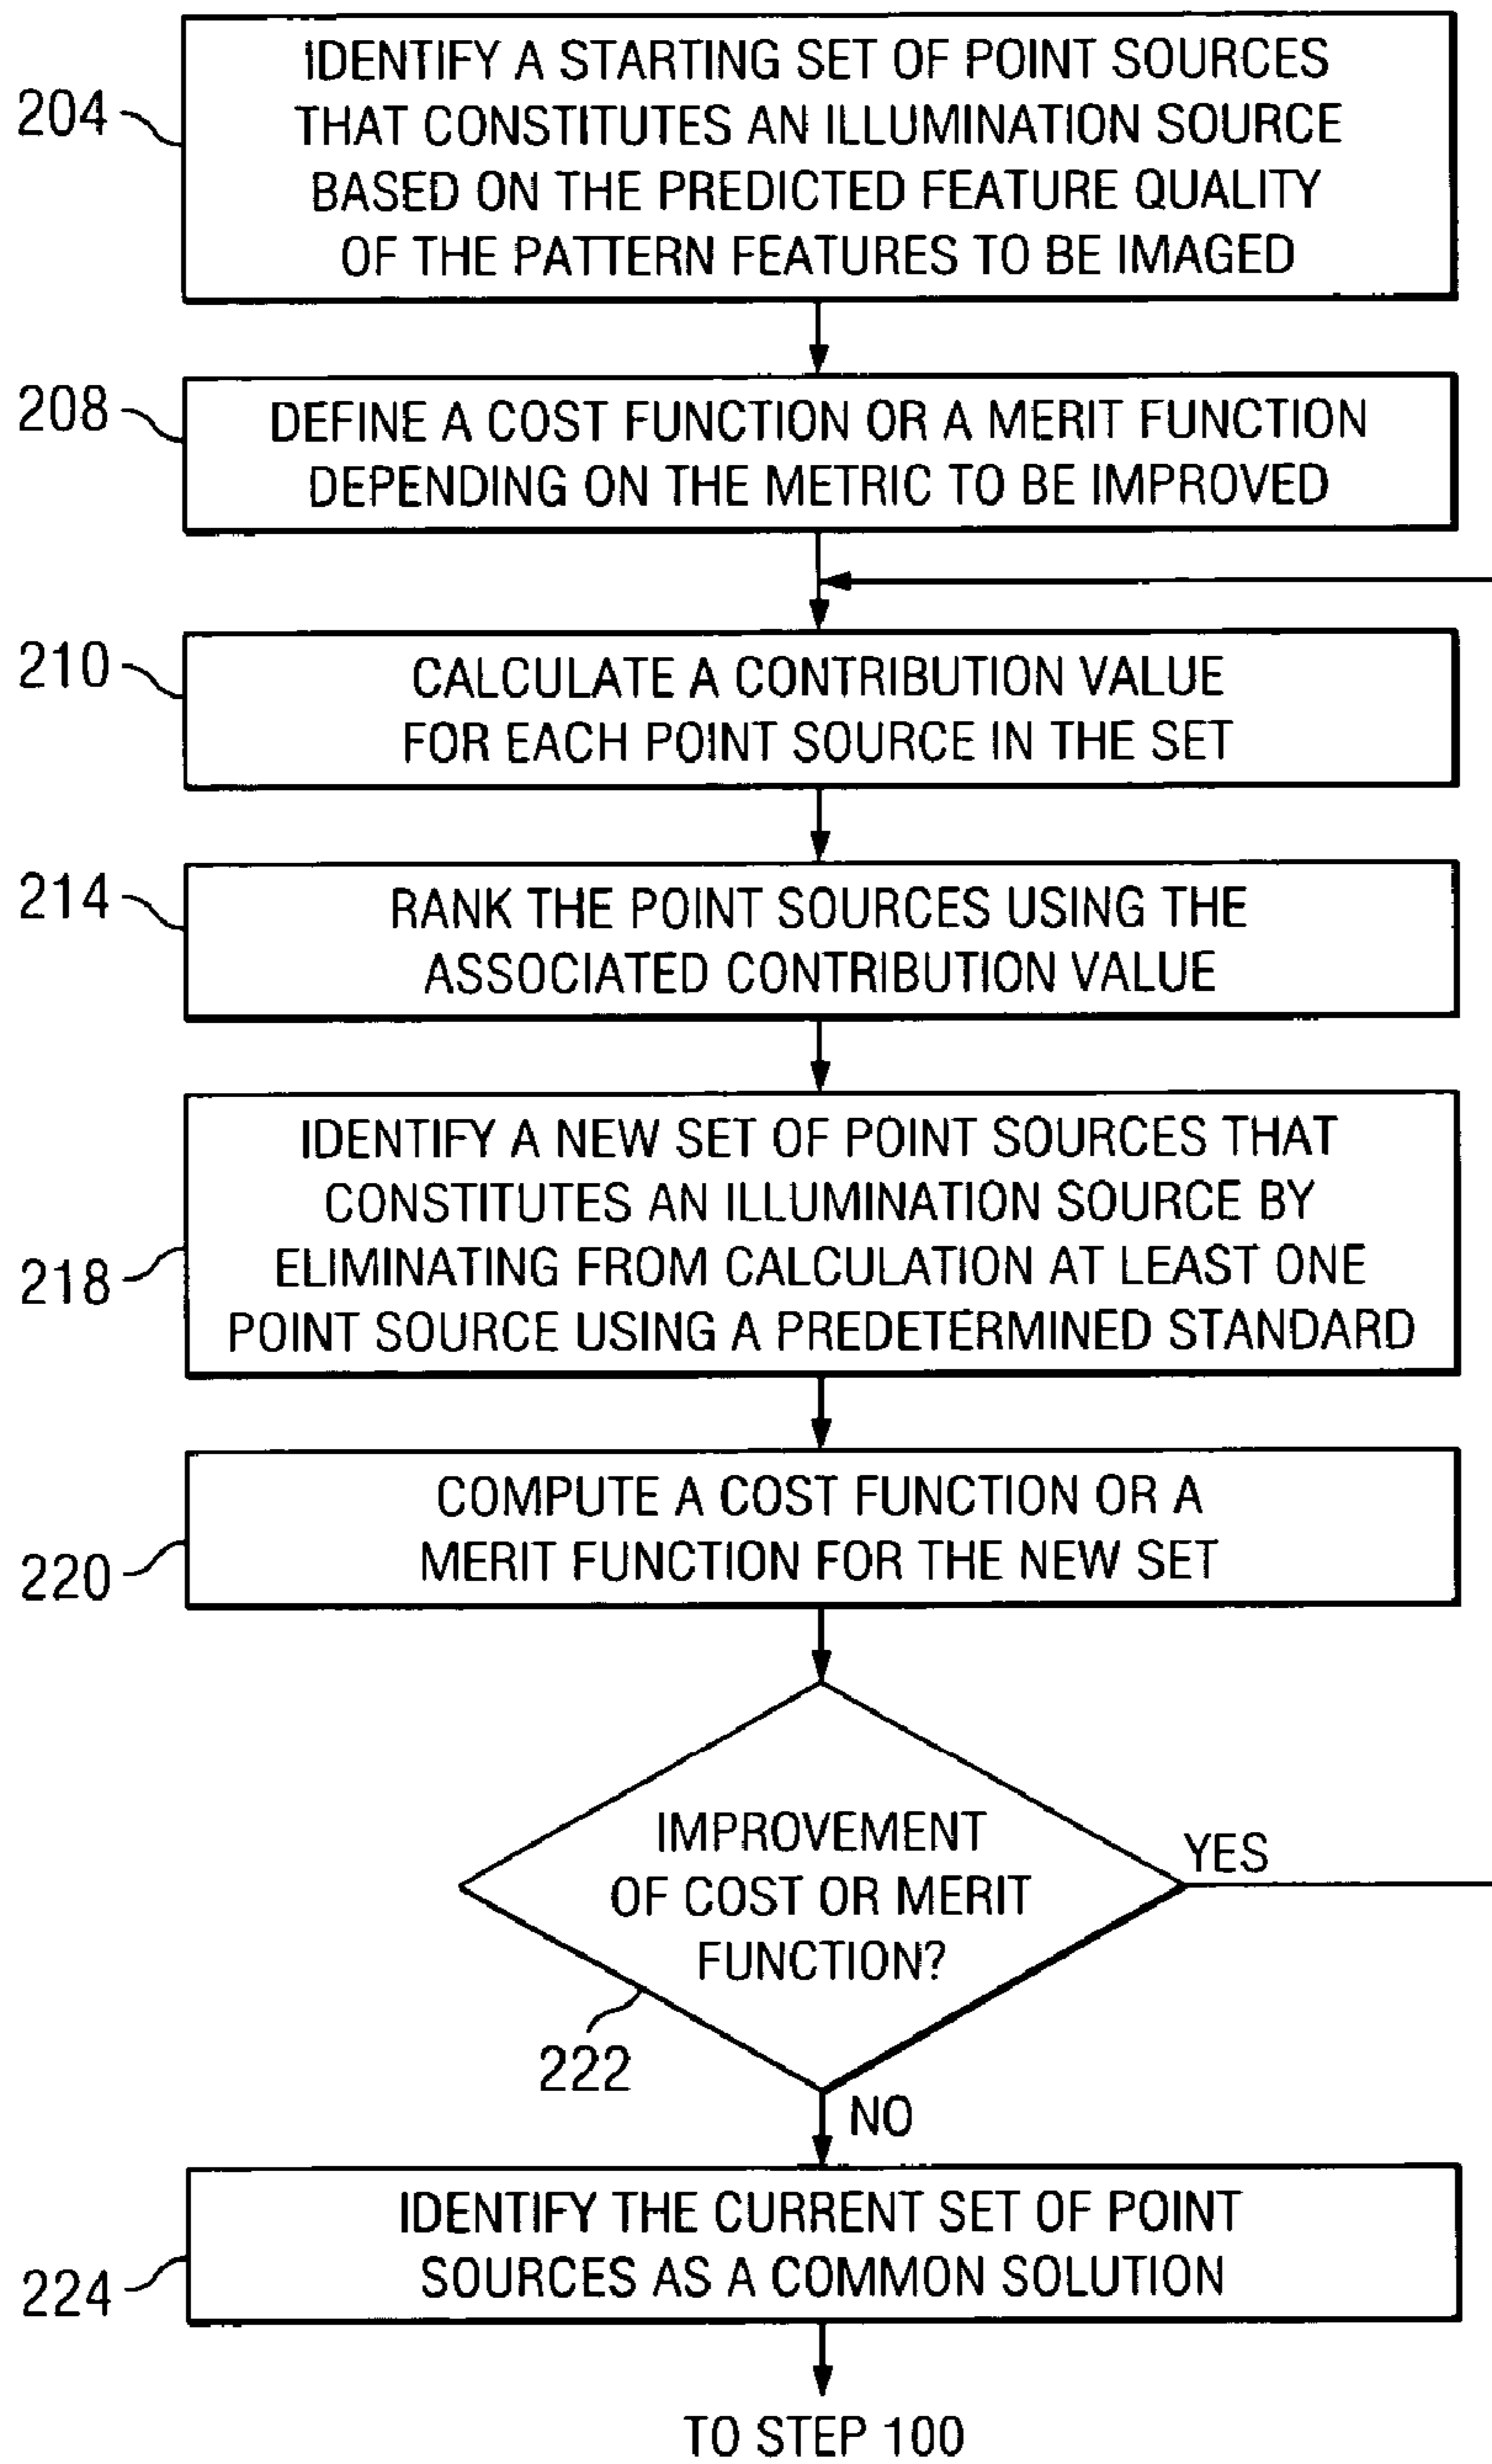 204
IDENTIFY A STARTING SET OF POINT SOURCES
THAT CONSTITUTES AN ILLUMINATION SOURCE
BASED ON THE PREDICTED FEATURE QUALITY
OF THE PATTERN FEATURES TO BE IMAGED
208
DEFINE A COST FUNCTION OR A MERIT FUNCTION
DEPENDING ON THE METRIC TO BE IMPROVED
210
CALCULATE A CONTRIBUTION VALUE
FOR EACH POINT SOURCE IN THE SET
214
RANK THE POINT SOURCES USING THE
ASSOCIATED CONTRIBUTION VALUE
218
IDENTIFY A NEW SET OF POINT SOURCES THAT
CONSTITUTES AN ILLUMINATION SOURCE BY
ELIMINATING FROM CALCULATION AT LEAST ONE
POINT SOURCE USING A PREDETERMINED STANDARD
220
COMPUTE A COST FUNCTION OR A
MERIT FUNCTION FOR THE NEW SET
IMPROVEMENT
OF COST OR MERIT
FUNCTION?
YES
222
NO
224
IDENTIFY THE CURRENT SET OF POINT
SOURCES AS A COMMON SOLUTION
TO STEP 100